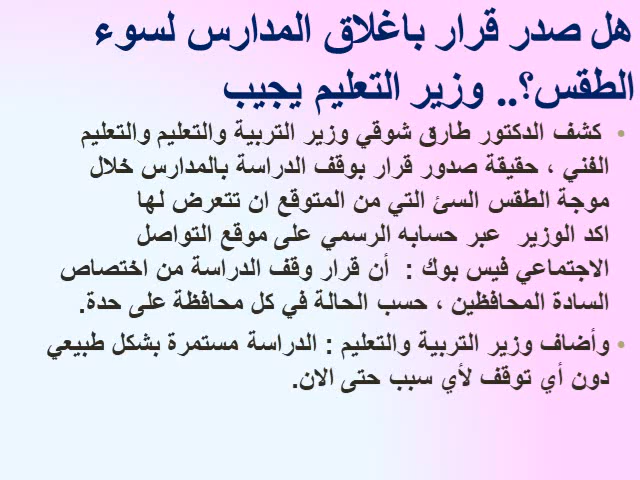 هل صدر قرار باغلاق المدارس لسوء
الطقس؟.. وزير التعليم يجيب
• كشف الدكتور طارق شوقي وزير التربية والتعليم والتعليم
الفني ، حقيقة صدور قرار بوقف الدراسة بالمدارس خلال
موجة الطقس السئ التي من المتوقع ان تتعرض لها
اكد الوزير عبر حسابه الرسمي على موقع التواصل
الاجتماعي فيس بوك : أن قرار وقف الدراسة من اختصاص
السادة المحافظين ، حسب الحالة في كل محافظة على حدة.
• وأضاف وزير التربية والتعليم : الدراسة مستمرة بشكل طبيعي
دون أي توقف لأي سبب حتى الان.